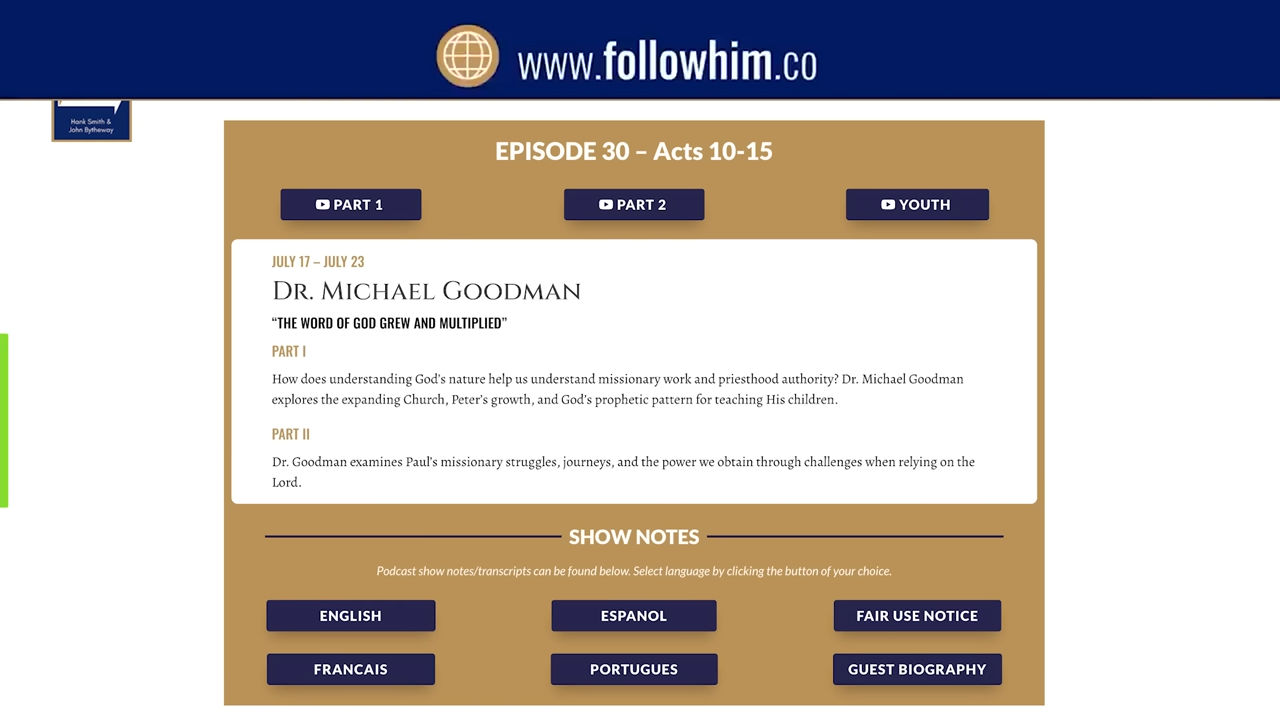 www.followhim.co
Hank Smith &
John Bytheway
EPISODE 30 – Acts 10-15
PART 1
PART 2
YOUTH
JULY 17 – JULY 23
DR. MICHAEL GOODMAN
“THE WORD OF GOD GREW AND MULTIPLIED”
PART I
How does understanding God's nature help us understand missionary work and priesthood authority? Dr. Michael Goodman
explores the expanding Church, Peter's growth, and God's prophetic pattern for teaching His children.
PART II
Dr. Goodman examines Paul's missionary struggles, journeys, and the power we obtain through challenges when relying on the
Lord.
SHOW NOTES
Podcast show notes/transcripts can be found below. Select language by clicking the button of your choice.
ENGLISH
ESPANOL
FAIR USE NOTICE
FRANCAIS
PORTUGUES
GUEST BIOGRAPHY